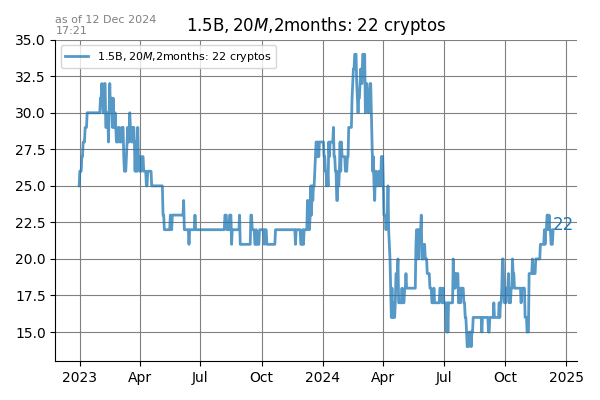 as of 12 Dec 2024
17:21
1.5B, 20M,2months: 22 cryptos
1.5B, 20M,2months: 22 cryptos
35.0
32.5
30.0
27.5
25.0
22.5
20.0
17.5
15.0
22
2023 Apr Jul Oct 2024 Apr Jul Oct 2025